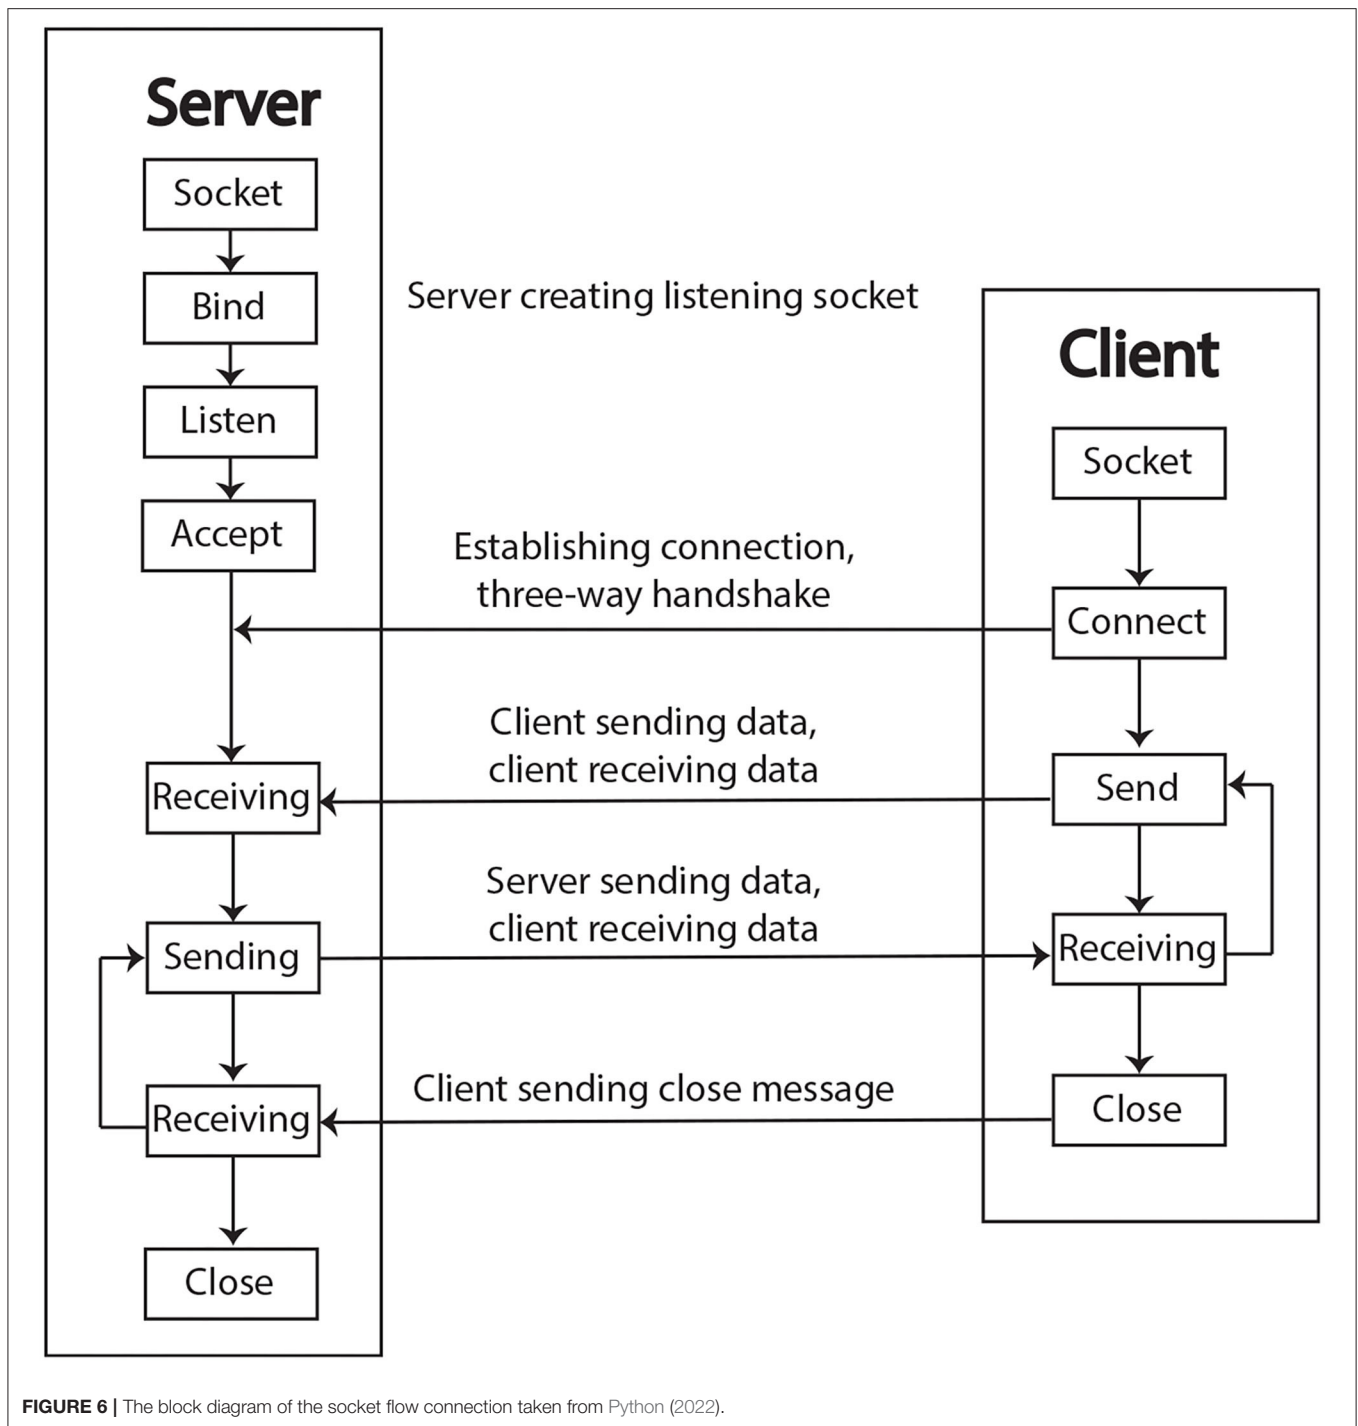 Server
Socket
Bind
Listen
Accept
Receiving
Sending
Receiving
Close
Server creating listening socket
Establishing connection,
three-way handshake
Client sending data,
client receiving data
Server sending data,
client receiving data
Client sending close message
Client
Socket
Connect
Send
Receiving
Close
FIGURE 6 | The block diagram of the socket flow connection taken from Python (2022).